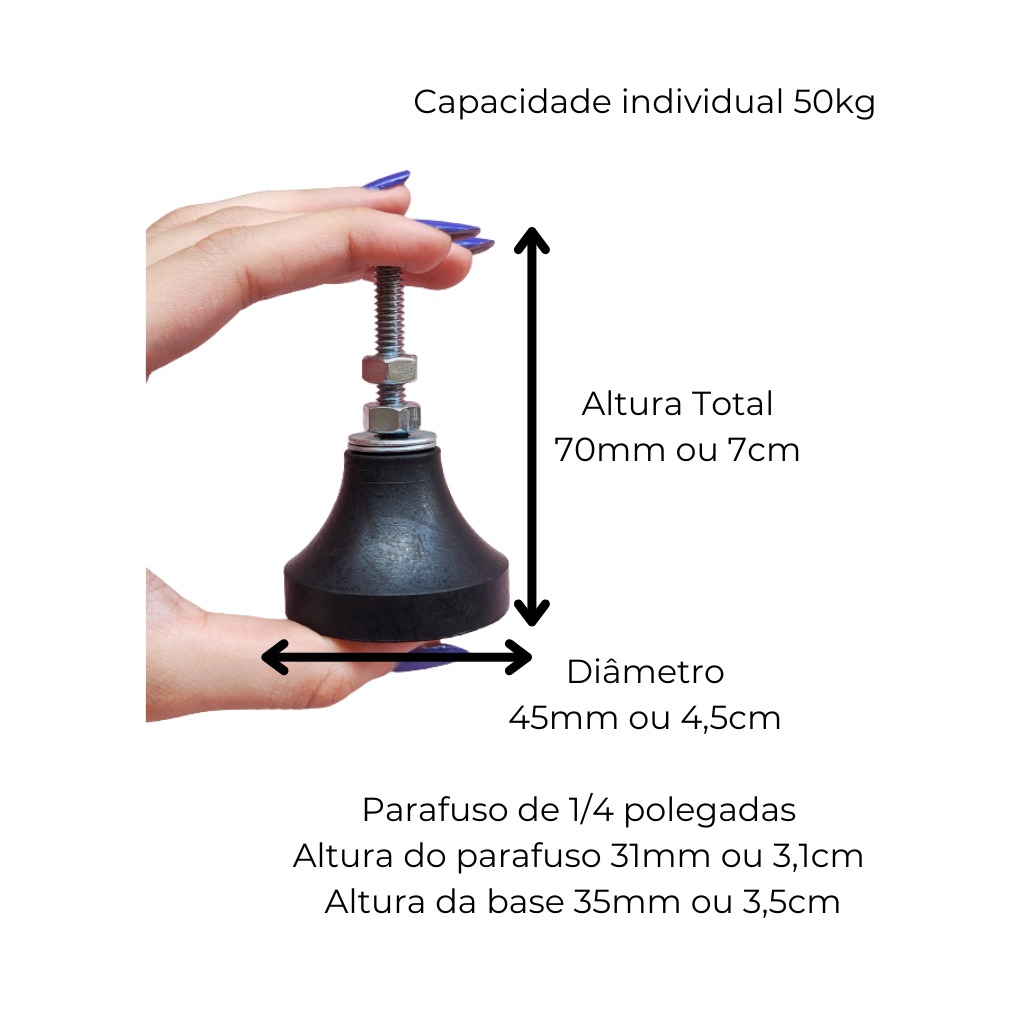 Capacidade individual 50kg
Altura Total
70mm ou 7cm
Diâmetro
45mm ou 4,5cm
Parafuso de 1/4 polegadas
Altura do parafuso 31mm ou 3,1cm
Altura da base 35mm ou 3,5cm